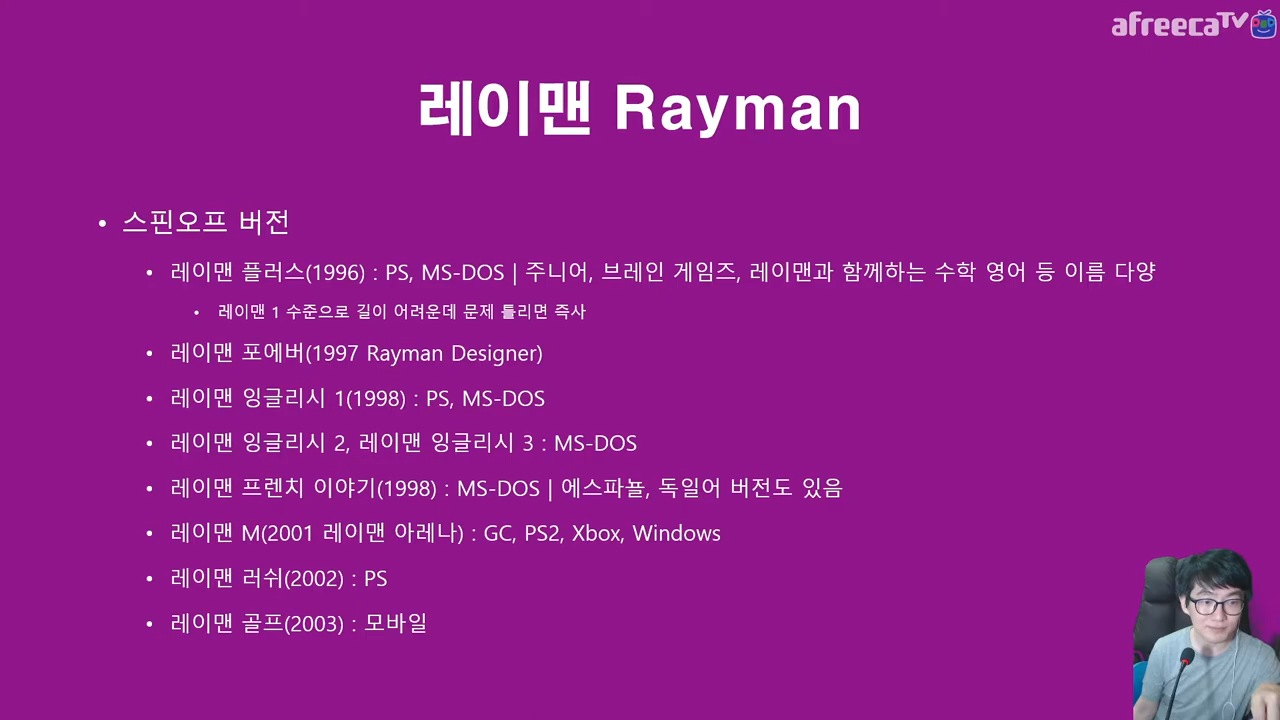 afreecaTV
레이맨 Rayman
• 스핀오프 버전
• 레이맨 플러스(1996) : PS, MS-DOS | 주니어, 브레인 게임즈, 레이맨과 함께하는 수학 영어 등 이름 다양
• 레이맨 1 수준으로 길이 어려운데 문제 틀리면 즉사
• 레이맨 포에버(1997 Rayman Designer)
• 레이맨 잉글리시 1(1998) : PS, MS-DOS
• 레이맨 잉글리시 2, 레이맨 잉글리시 3 : MS-DOS
• 레이맨 프렌치 이야기(1998) : MS-DOS | 에스파뇰, 독일어 버전도 있음
• 레이맨 M(2001 레이맨 아레나) : GC, PS2, Xbox, Windows
• 레이맨 러쉬(2002) : PS
• 레이맨 골프(2003) : 모바일